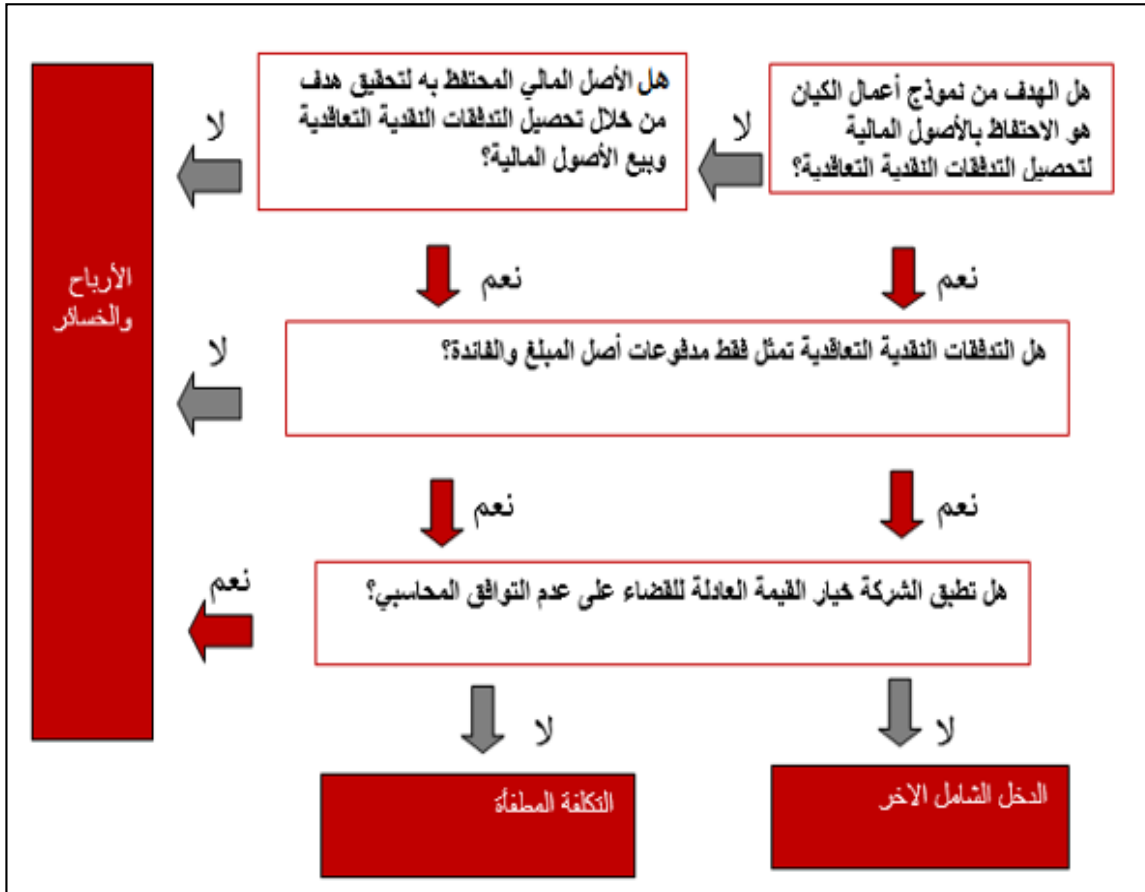 هل الهدف من نموذج أعمال الكيان
هو الاحتفاظ بالأصول المالية
لتحصيل التدفقات النقدية التعاقدية؟
لا
هل الأصل المالي المحتفظ به لتحقيق هدف
من خلال تحصيل التدفقات النقدية التعاقدية
وبيع الأصول المالية؟
لا
الأرباح
والخسائر
نعم
نعم
هل التدفقات النقدية التعاقدية تمثل فقط مدفوعات أصل المبلغ والفائدة؟
لا
نعم
نعم
هل تطبق الشركة خيار القيمة العادلة للقضاء على عدم التوافق المحاسبي؟
نعم
لا
لا
الدخل الشامل الاخر
التكلفة المطفأة